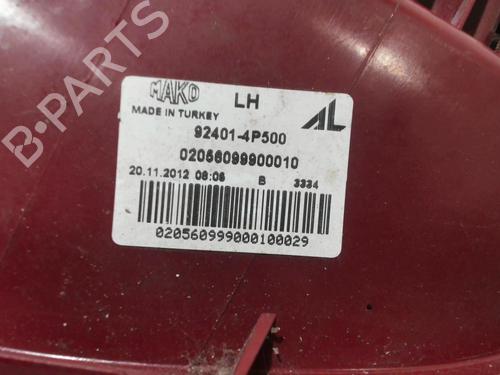 B-PARTS
MAKO LH AL
MADE IN TURKEY
92401-4P500
02056099900010
20.11.2012 08:06 B 3334
020560999000100029